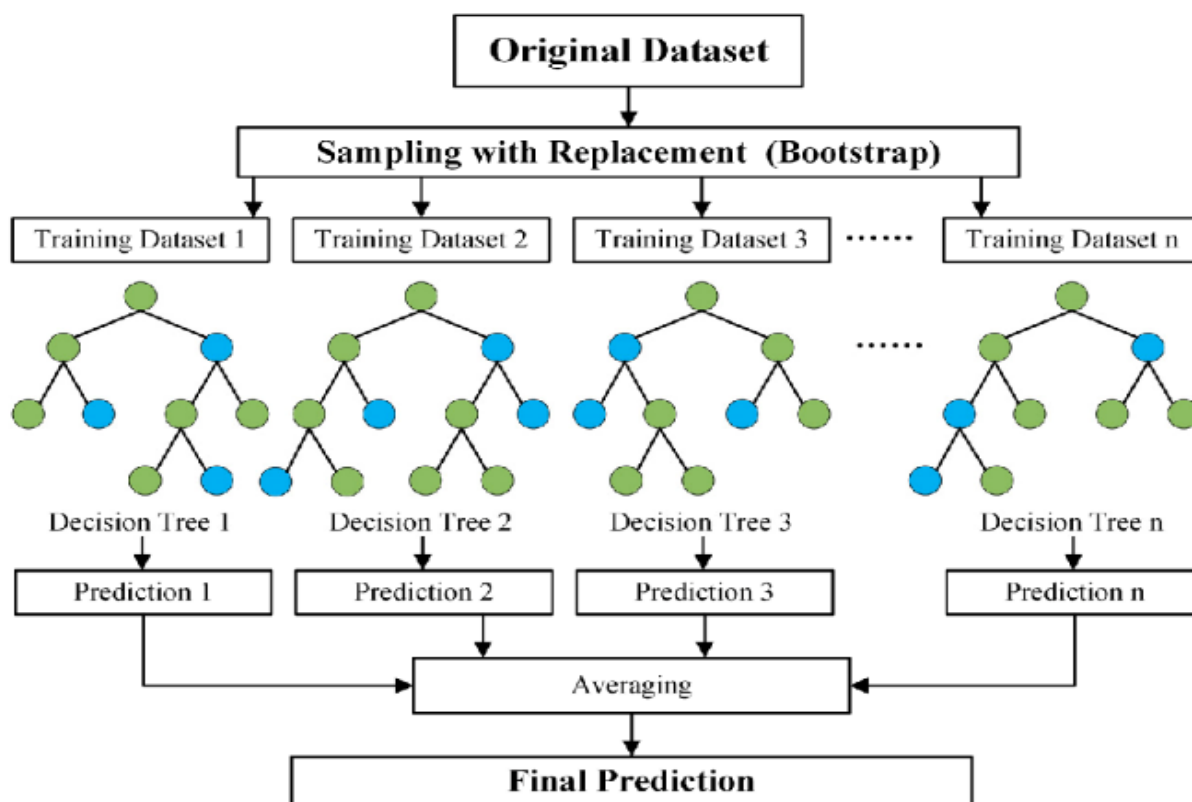 Original Dataset
Sampling with Replacement (Bootstrap)
Training Dataset 1
Training Dataset 2
Training Dataset 3
......
Training Dataset n
......
Decision Tree 1
Decision Tree 2
Decision Tree 3
Decision Tree n
Prediction 1
Prediction 2
Prediction 3
Prediction n
Averaging
Final Prediction